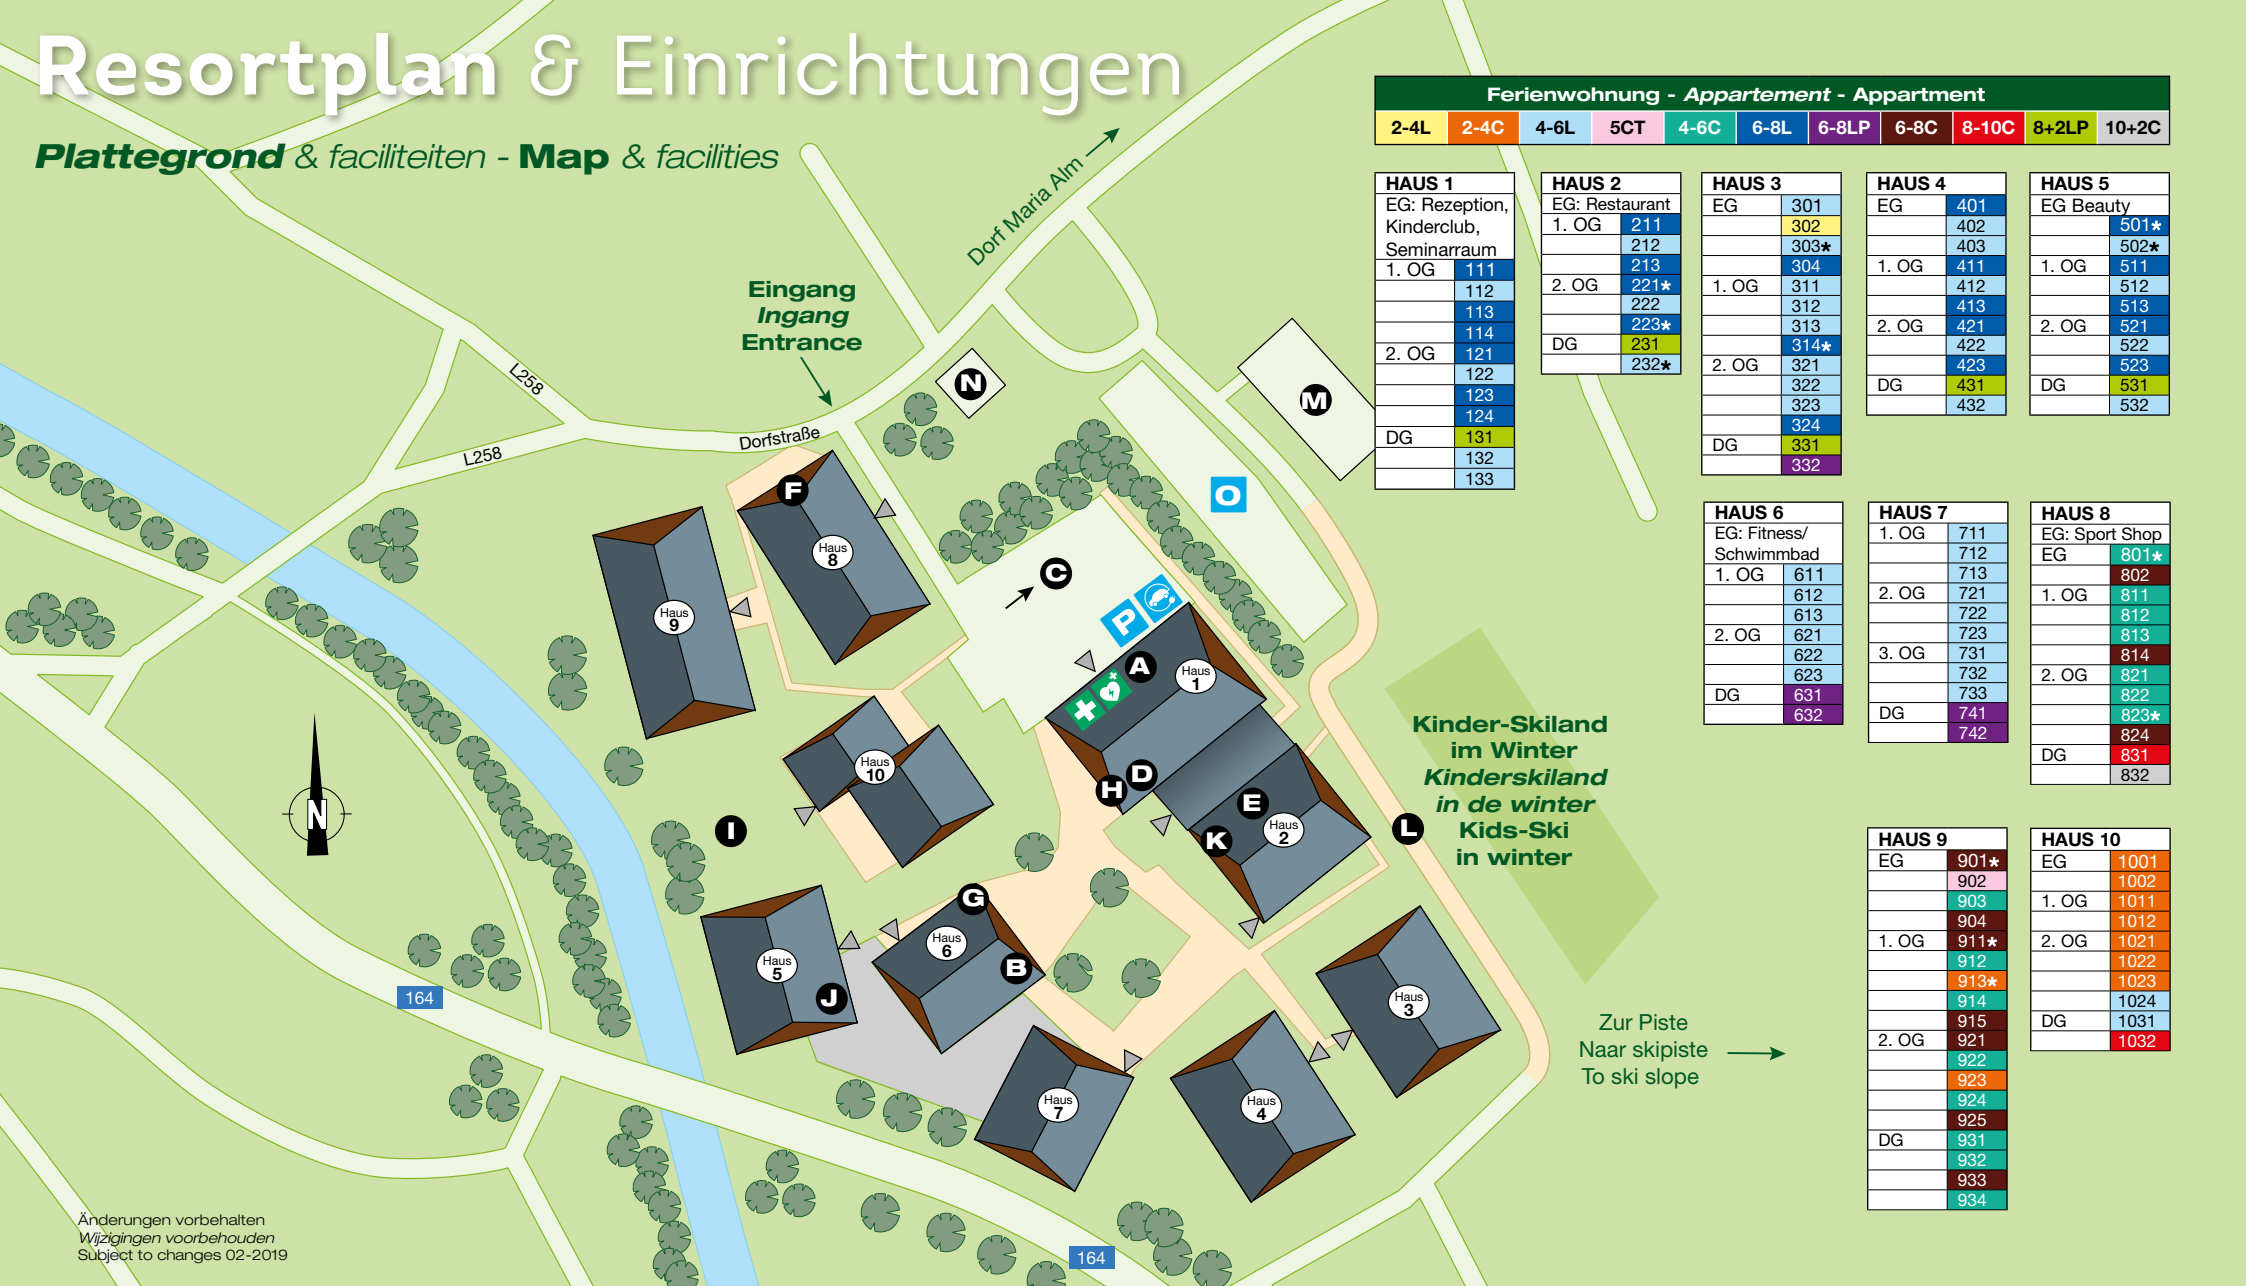 Resortplan & Einrichtungen
Plattegrond & faciliteiten - Map & facilities
Dorf Maria Alm
Eingang
Ingang
Entrance
L258
L258
Dorfstraße
N
M
O
F
Haus
8
Haus
9
C
P
A
Haus
1
Haus
10
H
D
E
K
Haus
2
L
I
G
Haus
6
B
Haus
5
J
Haus
3
Haus
7
Haus
4
N
164
164
Kinder-Skiland
im Winter
Kinderskiland
in de winter
Kids-Ski
in winter
Zur Piste
Naar skipiste
To ski slope
Änderungen vorbehalten
Wijzigingen voorbehouden
Subject to changes 02-2019
Ferienwohnung - Appartement - Appartment
2-4L 2-4C 4-6L 5CT 4-6C 6-8L 6-8LP 6-8C 8-10C 8+2LP 10+2C
HAUS 1
EG: Rezeption,
Kinderclub,
Seminarraum
1. OG 111
112
113
114
2. OG 121
122
123
124
DG 131
132
133
HAUS 2
EG: Restaurant
1. OG 211
212
213
2. OG 221*
222
223*
DG 231
232*
HAUS 3
EG 301
302
303*
304
1. OG 311
312
313
314*
2. OG 321
322
323
324
DG 331
332
HAUS 4
EG 401
402
403
1. OG 411
412
413
2. OG 421
422
423
DG 431
432
HAUS 5
EG Beauty
501*
502*
1. OG 511
512
513
2. OG 521
522
523
DG 531
532
HAUS 6
EG: Fitness/
Schwimmbad
1. OG 611
612
613
2. OG 621
622
623
DG 631
632
HAUS 7
1. OG 711
712
713
2. OG 721
722
723
3. OG 731
732
733
DG 741
742
HAUS 8
EG: Sport Shop
EG 801*
802
1. OG 811
812
813
814
2. OG 821
822
823*
824
DG 831
832
HAUS 9
EG 901*
902
903
904
1. OG 911*
912
913*
914
915
2. OG 921
922
923
924
925
DG 931
932
933
934
HAUS 10
EG 1001
1002
1. OG 1011
1012
2. OG 1021
1022
1023
1024
DG 1031
1032